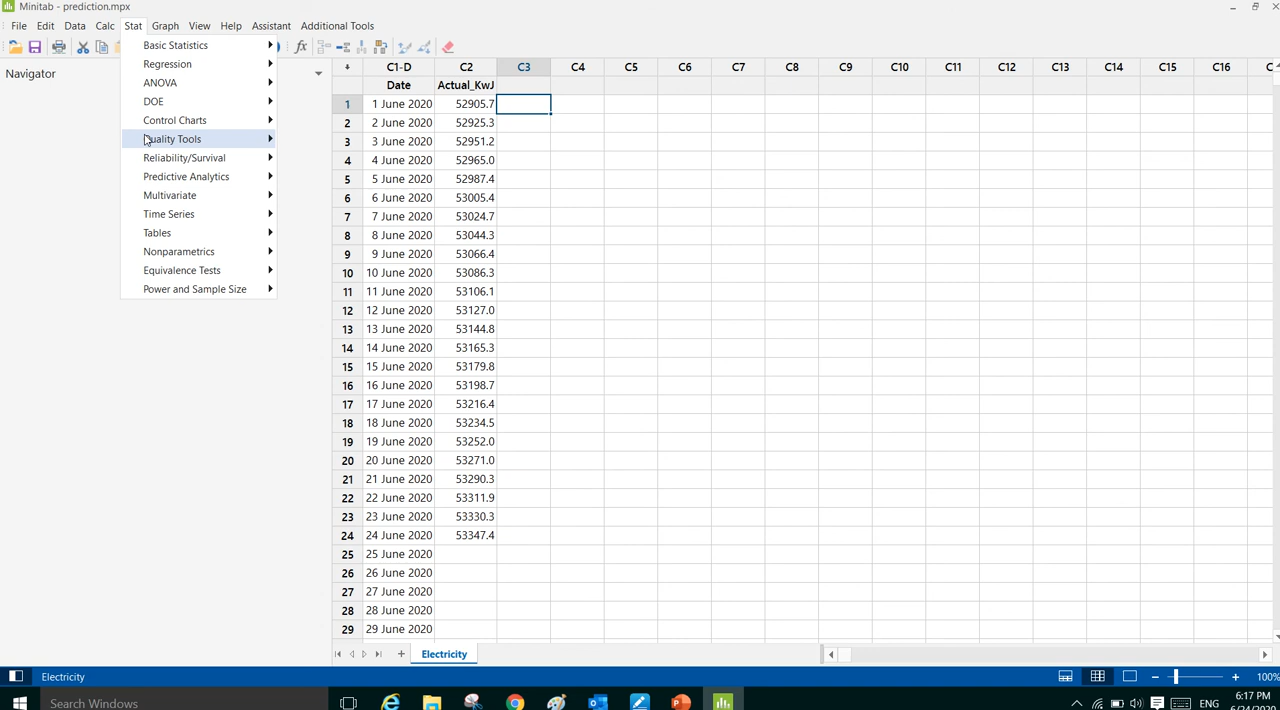 Minitab - prediction.mpx
File Edit Data Calc Stat Graph View Help Assistant Additional Tools
Navigator
Basic Statistics
Regression
ANOVA
DOE
Control Charts
Quality Tools
Reliability/Survival
Predictive Analytics
Multivariate
Time Series
Tables
Nonparametrics
Equivalence Tests
Power and Sample Size
C1-D C2 C3 C4 C5 C6 C7 C8 C9 C10 C11 C12 C13 C14 C15 C16
Date Actual_KwJ
1 1 June 2020 52905.7
2 2 June 2020 52925.3
3 3 June 2020 52951.2
4 4 June 2020 52965.0
5 5 June 2020 52987.4
6 6 June 2020 53005.4
7 7 June 2020 53024.7
8 8 June 2020 53044.3
9 9 June 2020 53066.4
10 10 June 2020 53086.3
11 11 June 2020 53106.1
12 12 June 2020 53127.0
13 13 June 2020 53144.8
14 14 June 2020 53165.3
15 15 June 2020 53179.8
16 16 June 2020 53198.7
17 17 June 2020 53216.4
18 18 June 2020 53234.5
19 19 June 2020 53252.0
20 20 June 2020 53271.0
21 21 June 2020 53290.3
22 22 June 2020 53311.9
23 23 June 2020 53330.3
24 24 June 2020 53347.4
25 25 June 2020
26 26 June 2020
27 27 June 2020
28 28 June 2020
29 29 June 2020
Electricity
Electricity
100%
Search Windows
ENG
6:17 PM